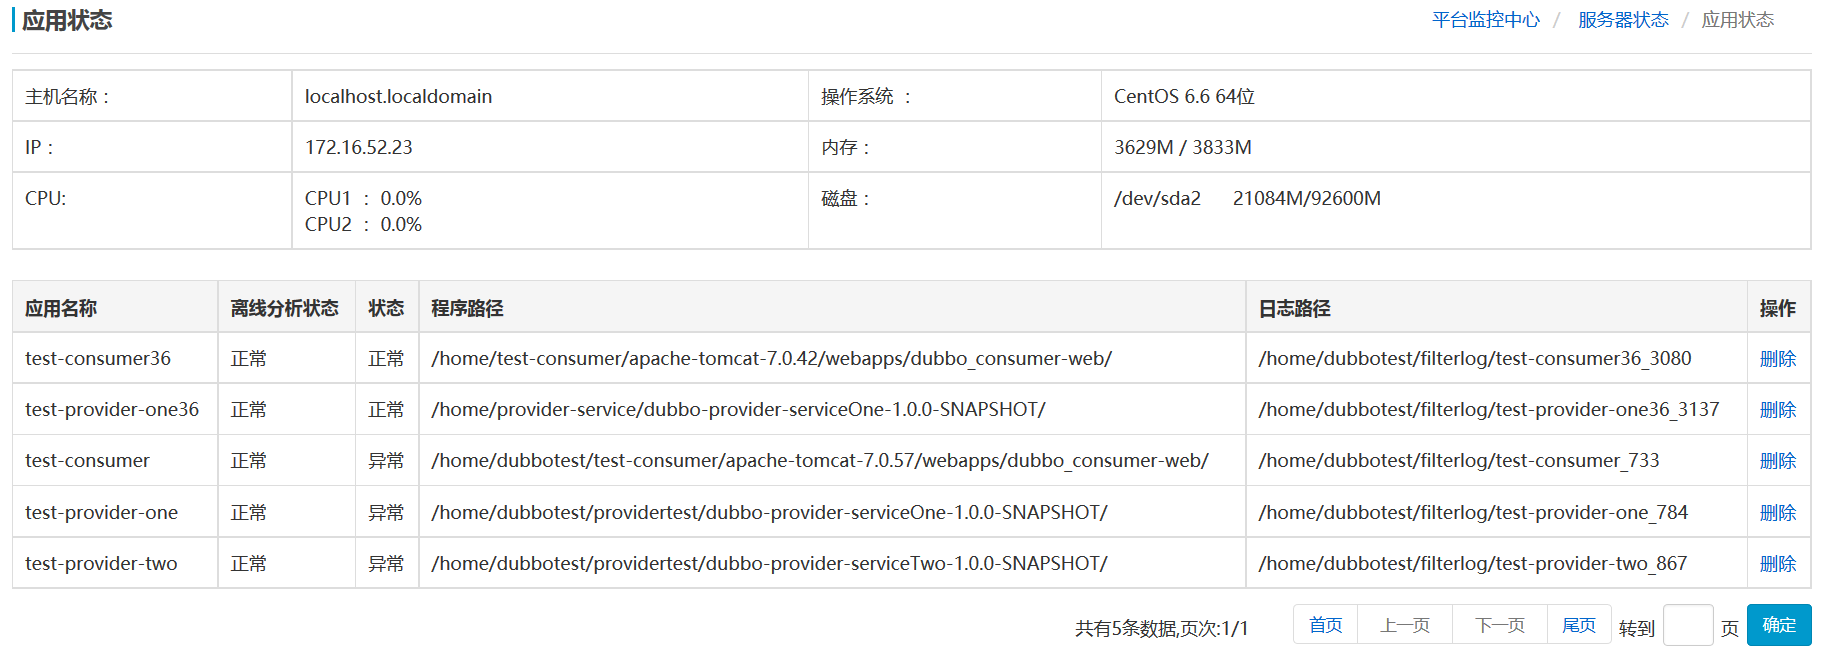 应用状态
平台监控中心 / 服务器状态 / 应用状态
主机名称： localhost.localdomain 操作系统 ： CentOS 6.6 64位
IP： 172.16.52.23 内存： 3629M / 3833M
CPU: CPU1 ： 0.0% 磁盘： /dev/sda2 21084M/92600M
CPU2 ： 0.0%
应用名称 离线分析状态 状态 程序路径 日志路径 操作
test-consumer36 正常 正常 /home/test-consumer/apache-tomcat-7.0.42/webapps/dubbo_consumer-web/ /home/dubbotest/filterlog/test-consumer36_3080 删除
test-provider-one36 正常 正常 /home/provider-service/dubbo-provider-serviceOne-1.0.0-SNAPSHOT/ /home/dubbotest/filterlog/test-provider-one36_3137 删除
test-consumer 正常 异常 /home/dubbotest/test-consumer/apache-tomcat-7.0.57/webapps/dubbo_consumer-web/ /home/dubbotest/filterlog/test-consumer_733 删除
test-provider-one 正常 异常 /home/dubbotest/providertest/dubbo-provider-serviceOne-1.0.0-SNAPSHOT/ /home/dubbotest/filterlog/test-provider-one_784 删除
test-provider-two 正常 异常 /home/dubbotest/providertest/dubbo-provider-serviceTwo-1.0.0-SNAPSHOT/ /home/dubbotest/filterlog/test-provider-two_867 删除
共有5条数据,页次:1/1 首页 上一页 下一页 尾页 转到 页 确定